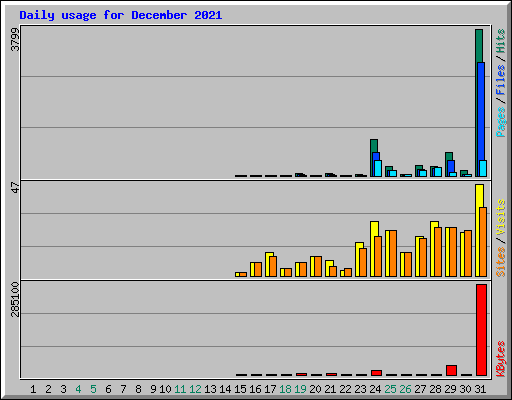 Daily usage for December 2021
3799
Pages / Files / Hits
47
Sites / Visits
285100
KBytes
1 2 3 4 5 6 7 8 9 10 11 12 13 14 15 16 17 18 19 20 21 22 23 24 25 26 27 28 29 30 31